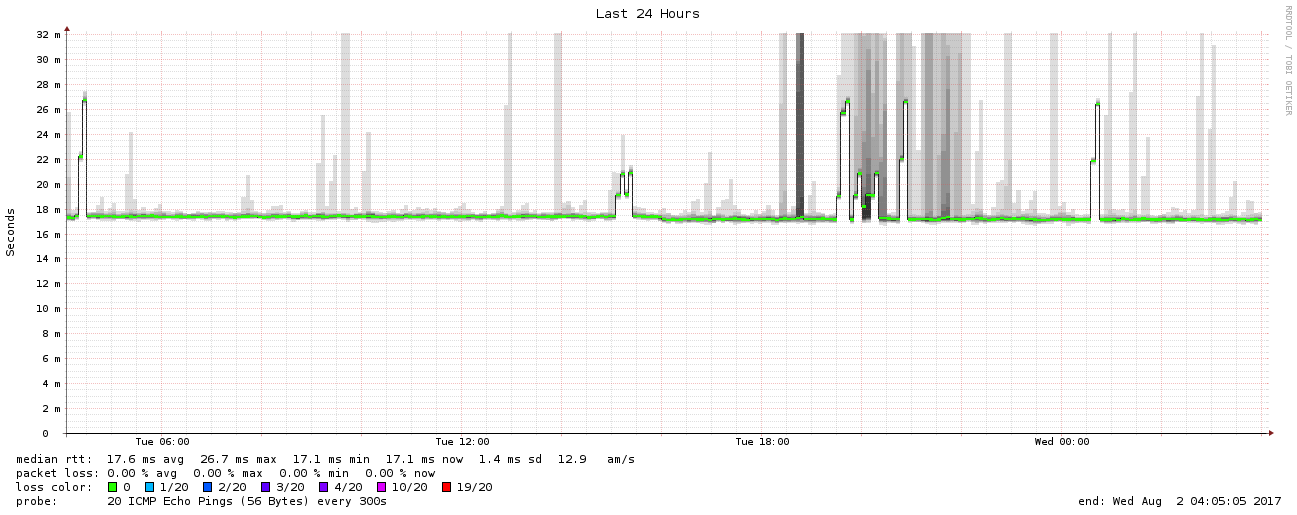 Last 24 Hours
RRDTOOL / TOBI OETIKER
Seconds
32 m
30 m
28 m
26 m
24 m
22 m
20 m
18 m
16 m
14 m
12 m
10 m
8 m
6 m
4 m
2 m
0
Tue 06:00 Tue 12:00 Tue 18:00 Wed 00:00
median rtt: 17.6 ms avg 26.7 ms max 17.1 ms min 17.1 ms now 1.4 ms sd 12.9 am/s
packet loss: 0.00 % avg 0.00 % max 0.00 % min 0.00 % now
loss color: 0 1/20 2/20 3/20 4/20 10/20 19/20
probe: 20 ICMP Echo Pings (56 Bytes) every 300s
end: Wed Aug 2 04:05:05 2017